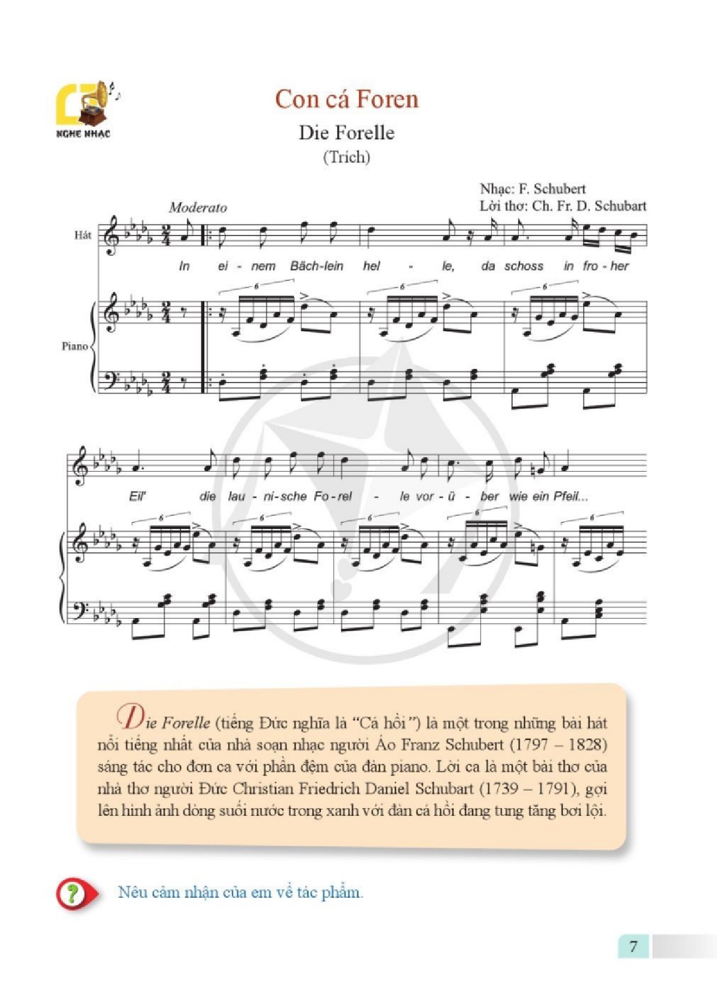 NGHE NHẠC
Con cá Foren
Die Forelle
(Trích)
Nhạc: F. Schubert
Lời thơ: Ch. Fr. D. Schubart
Moderato
Hát
In ei - nem Bäch-lein hel - le, da schoss in fro-her
6 6 6
Piano
Eil' die lau - ni-sche Fo-rel - le vor-ü - ber wie ein Pfeil...
6 6 6 6 6
Die Forelle (tiếng Đức nghĩa là “Cá hồi”) là một trong những bài hát
nổi tiếng nhất của nhà soạn nhạc người Áo Franz Schubert (1797 – 1828)
sáng tác cho đơn ca với phần đệm của đàn piano. Lời ca là một bài thơ của
nhà thơ người Đức Christian Friedrich Daniel Schubart (1739 – 1791), gợi
lên hình ảnh dòng suối nước trong xanh với đàn cá hồi đang tung tăng bơi lội.
Nêu cảm nhận của em về tác phẩm.
7